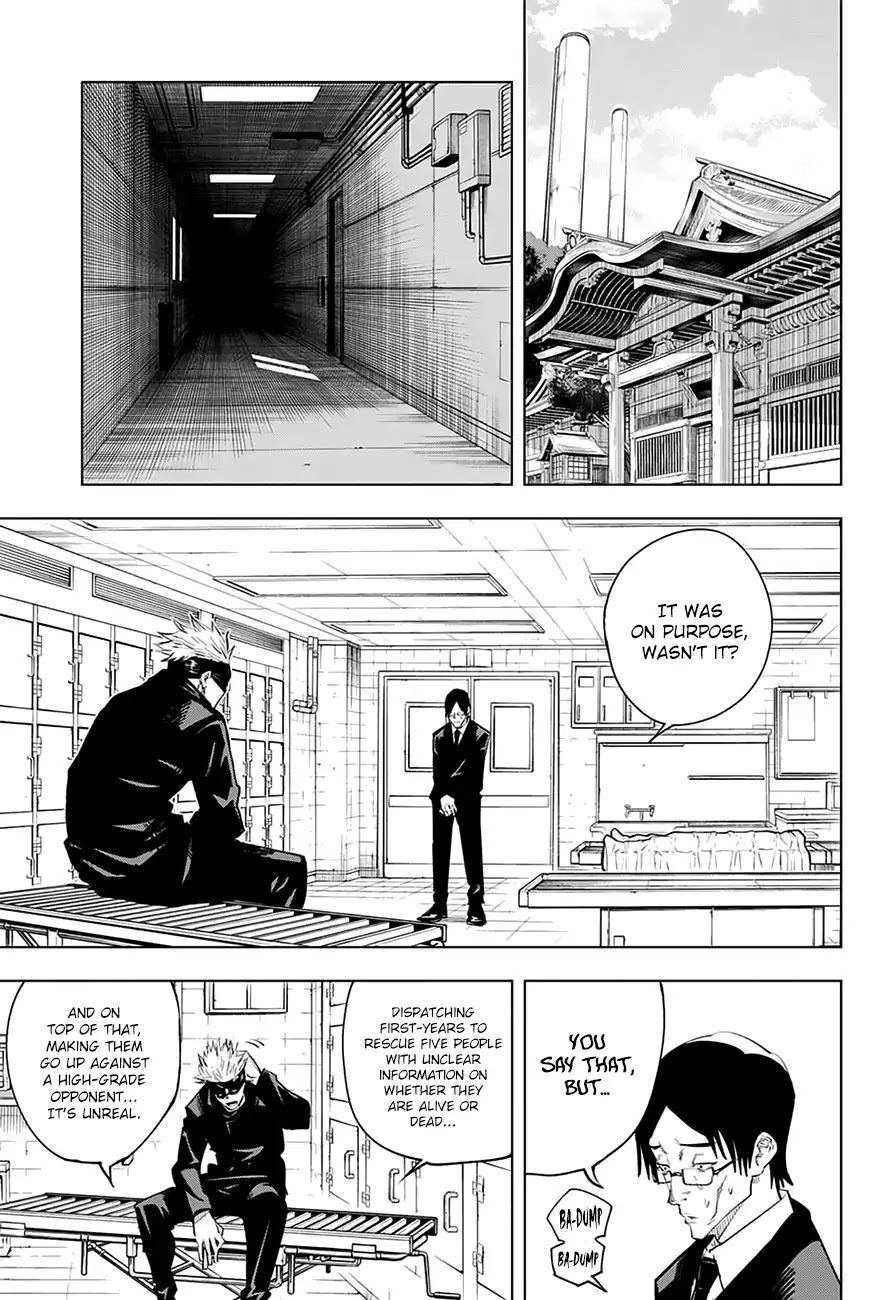 IT WAS
ON PURPOSE,
WASN'T IT?
YOU
SAY THAT,
BUT...
BA-DUMP
BA-DUMP
DISPATCHING
FIRST-YEARS TO
RESCUE FIVE PEOPLE
WITH UNCLEAR
INFORMATION ON
WHETHER THEY
ARE ALIVE OR
DEAD...
AND ON
TOP OF THAT,
MAKING THEM
GO UP AGAINST
A HIGH-GRADE
OPPONENT...
IT'S UNREAL.